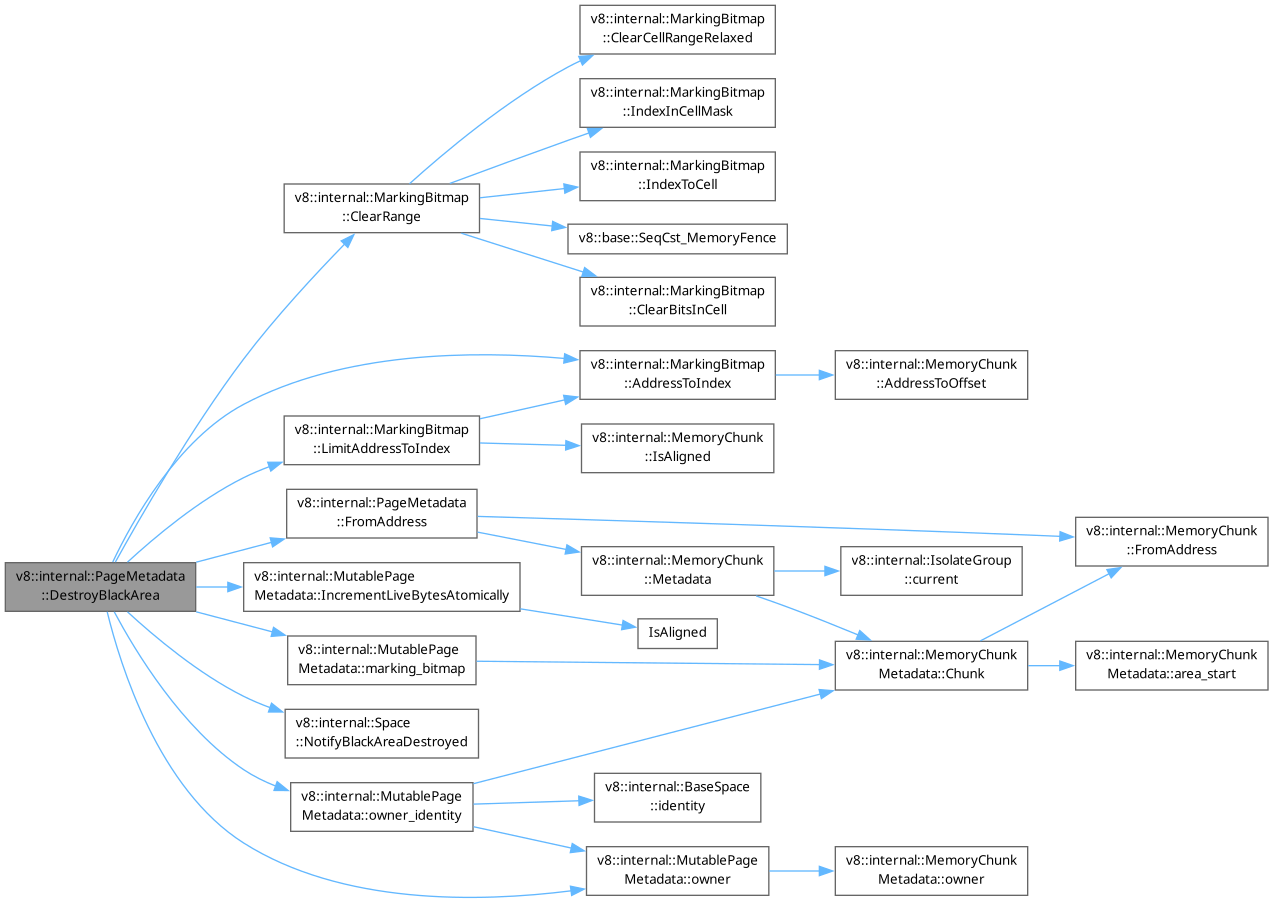 v8::internal::PageMetadata
::DestroyBlackArea
v8::internal::MarkingBitmap
::ClearRange
v8::internal::MarkingBitmap
::ClearCellRangeRelaxed
v8::internal::MarkingBitmap
::IndexInCellMask
v8::internal::MarkingBitmap
::IndexToCell
v8::base::SeqCst_MemoryFence
v8::internal::MarkingBitmap
::ClearBitsInCell
v8::internal::MarkingBitmap
::AddressToIndex
v8::internal::MemoryChunk
::AddressToOffset
v8::internal::MarkingBitmap
::LimitAddressToIndex
v8::internal::MemoryChunk
::IsAligned
v8::internal::PageMetadata
::FromAddress
v8::internal::MemoryChunk
::FromAddress
v8::internal::MemoryChunk
::Metadata
v8::internal::IsolateGroup
::current
v8::internal::MutablePage
Metadata::IncrementLiveBytesAtomically
IsAligned
v8::internal::MutablePage
Metadata::marking_bitmap
v8::internal::MemoryChunk
Metadata::Chunk
v8::internal::MemoryChunk
Metadata::area_start
v8::internal::Space
::NotifyBlackAreaDestroyed
v8::internal::MutablePage
Metadata::owner_identity
v8::internal::BaseSpace
::identity
v8::internal::MutablePage
Metadata::owner
v8::internal::MemoryChunk
Metadata::owner